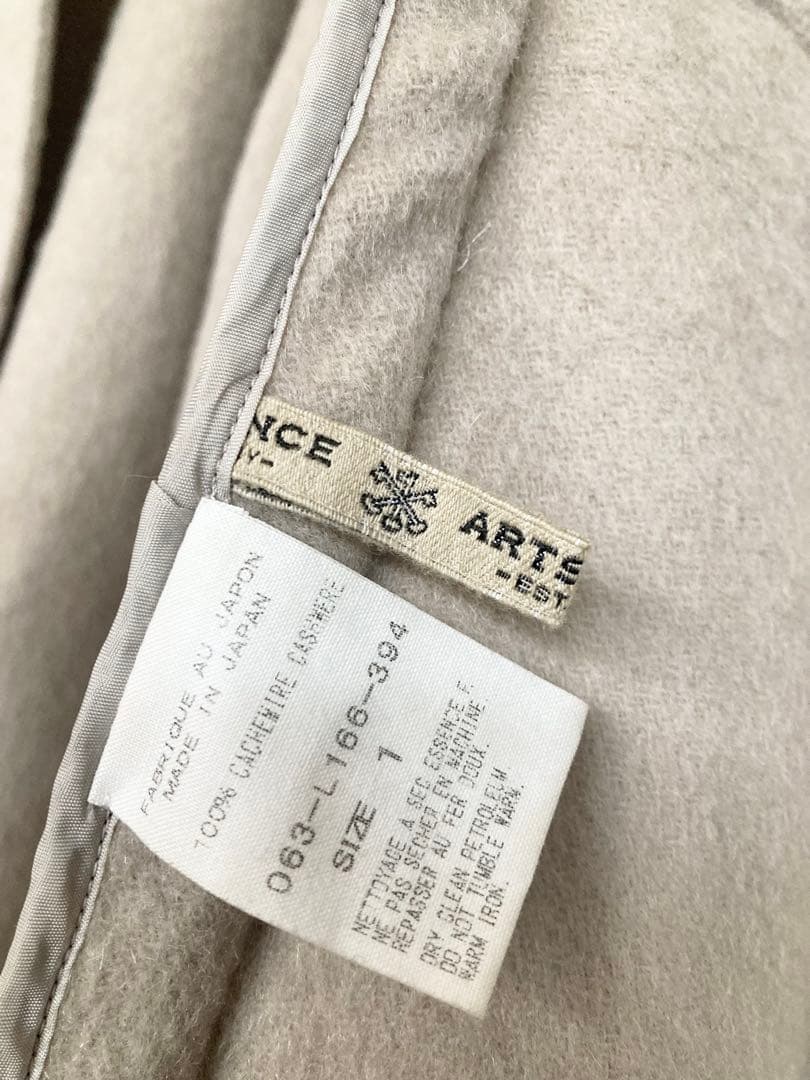 NCE ARTS
Y- -EST.
FABRIQUE AU JAPON
MADE IN JAPAN
100% CACHEMIRE CASHMERE
063-L166-394
SIZE 1
NETTOYAGE A SEC ESSENCE F.
NE PAS SECHER EN MACHINE
REPASSER AU FER DOUX.
DRY CLEAN PETROLEUM
DO NOT TUMBLE WARM.
WARM IRON.